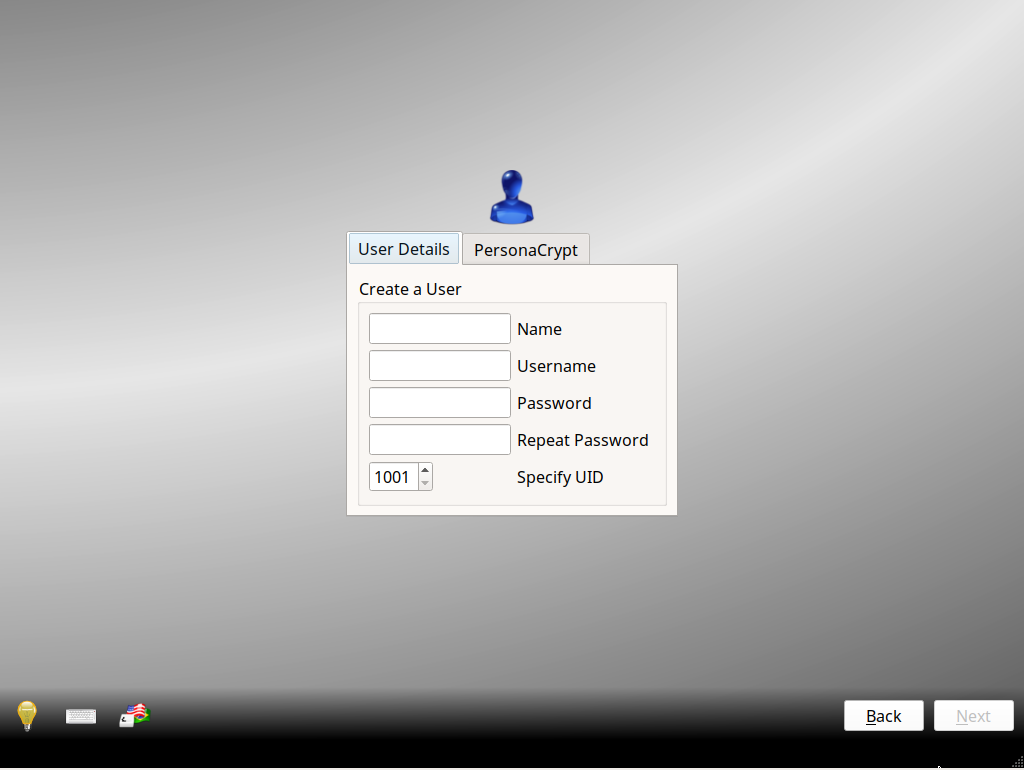 User Details
PersonaCrypt
Create a User
Name
Username
Password
Repeat Password
1001 Specify UID
Back
Next